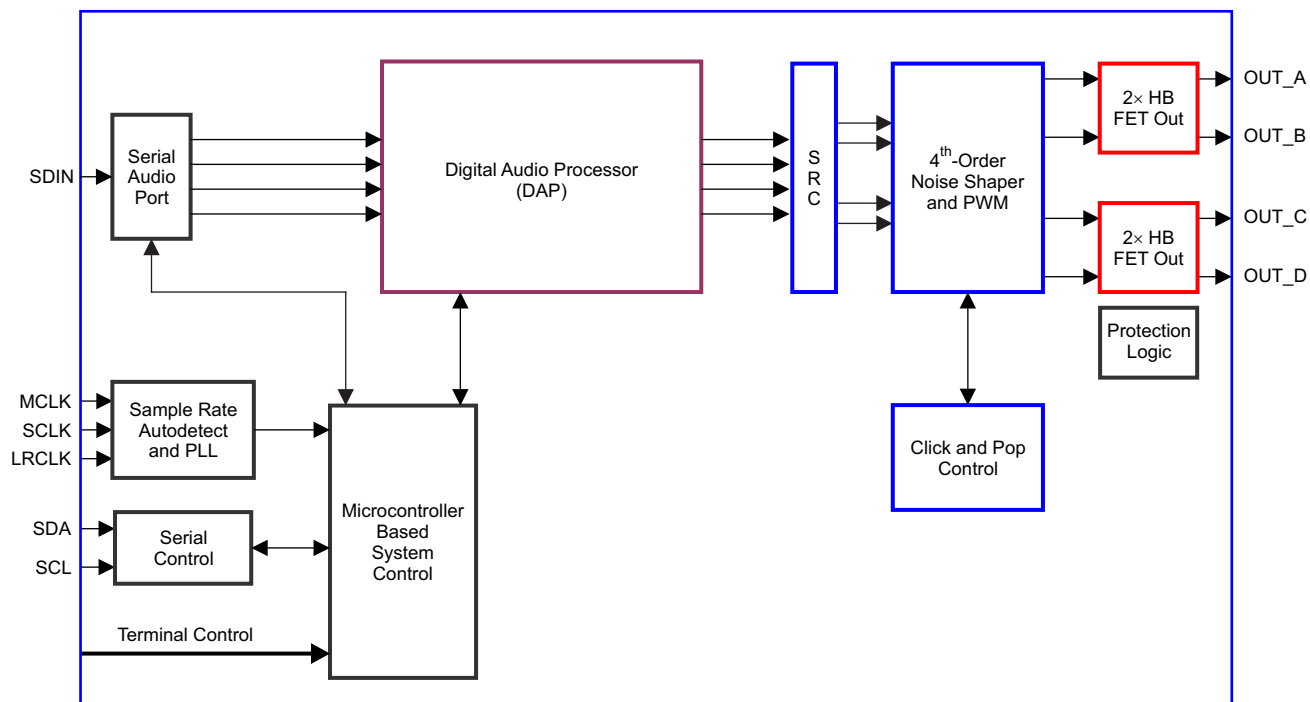 SDIN
Serial
Audio
Port
Digital Audio Processor
(DAP)
S
R
C
4th-Order
Noise Shaper
and PWM
2× HB
FET Out
OUT_A
OUT_B
2× HB
FET Out
OUT_C
OUT_D
Protection
Logic
MCLK
SCLK
LRCLK
Sample Rate
Autodetect
and PLL
SDA
SCL
Serial
Control
Microcontroller
Based
System
Control
Click and Pop
Control
Terminal Control